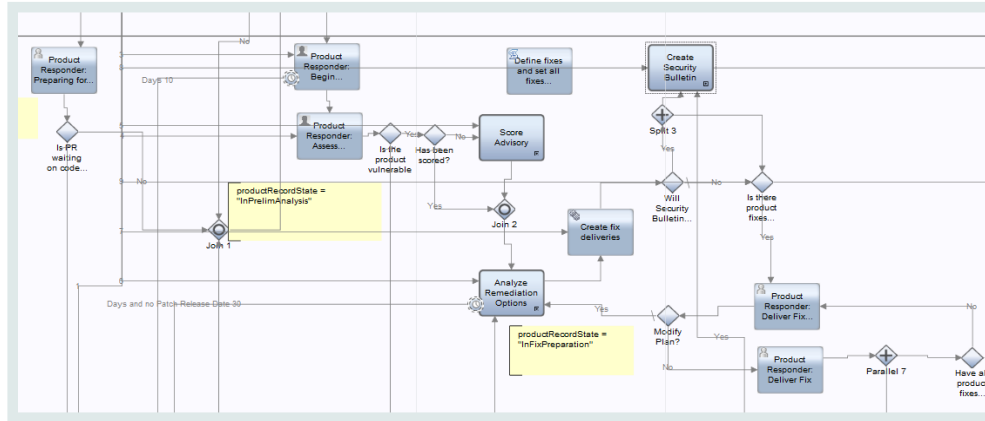 No
Product
Responder:
Preparing for...
Product
Responder:
Begin...
Define fixes
and set all
fixes...
Create
Security
Bulletin
Days 10
Split 3
Is PR
waiting
on code...
Product
Responder:
Assess...
Yes
Is the
product
vulnerable
Has been
scored?
No
Score
Advisory
Yes
No
productRecordState =
"InPrelimAnalysis"
Yes
Join 1
Join 2
Create fix
deliveries
Will
Security
Bulletin...
No
Is there
product
fixes...
Yes
Days and no Patch Release Date 30
Analyze
Remediation
Options
Yes
Modify
Plan?
Product
Responder:
Deliver Fix...
No
productRecordState =
"InFixPreparation"
Yes
No
Product
Responder:
Deliver Fix
Parallel 7
Have al
product
fixes...